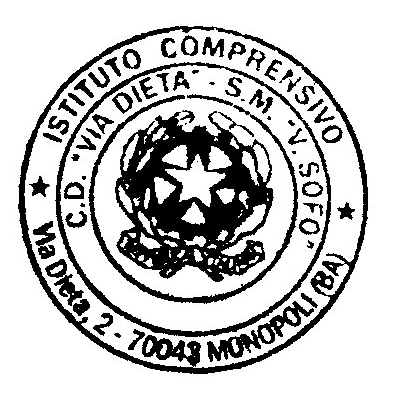 ISTITUTO COMPRENSIVO
C.D. "VIA DIETA" - S.M. "V. SOFO"
Via Dieta, 2 - 70043 MONOPOLI (BA)